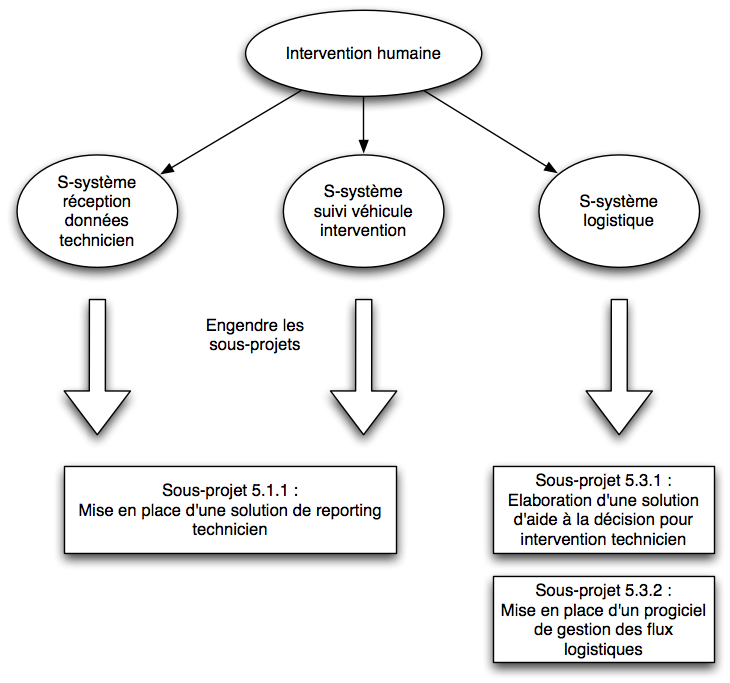 Intervention humaine
S-système
réception
données
technicien
S-système
suivi véhicule
intervention
S-système
logistique
Engendre les
sous-projets
Sous-projet 5.1.1 :
Mise en place d'une solution de reporting
technicien
Sous-projet 5.3.1 :
Elaboration d'une solution
d'aide à la décision pour
intervention technicien
Sous-projet 5.3.2 :
Mise en place d'un progiciel
de gestion des flux
logistiques